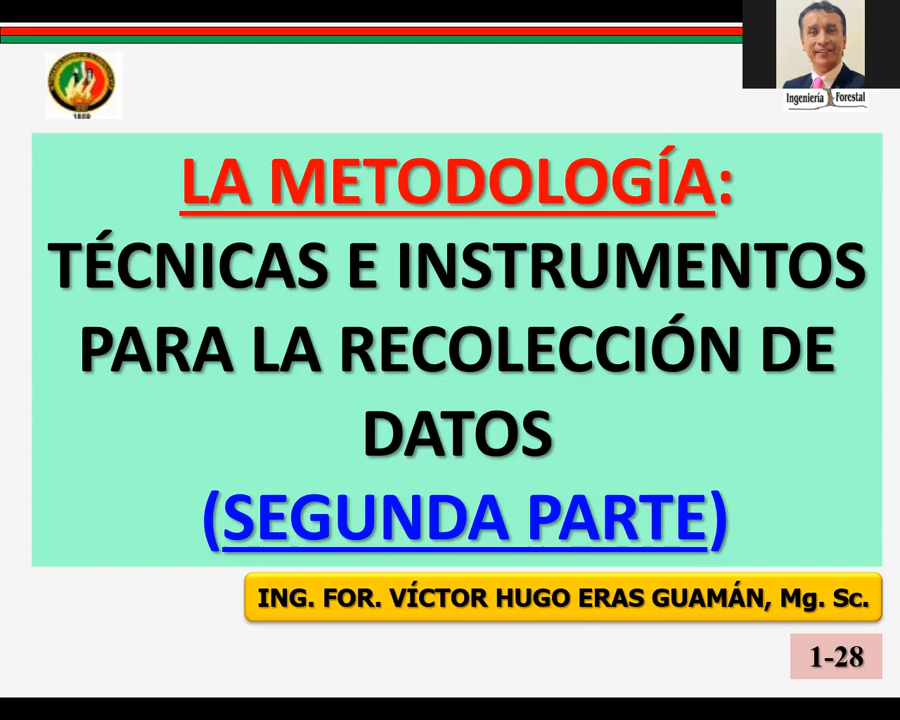 Ingeniería Forestal
1859
LA METODOLOGÍA:
TÉCNICAS E INSTRUMENTOS
PARA LA RECOLECCIÓN DE
DATOS
(SEGUNDA PARTE)
ING. FOR. VÍCTOR HUGO ERAS GUAMÁN, Mg. Sc.
1-28